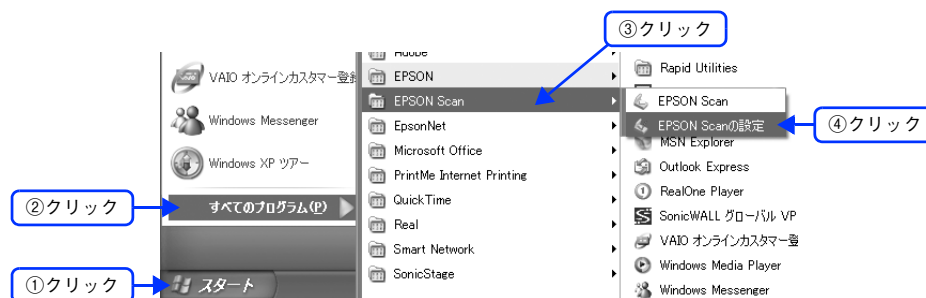 ③クリック
Adobe
Rapid Utilities
VAIO オンラインカスタマー登録
EPSON
EPSON Scan
EPSON Scan
Windows Messenger
EpsonNet
EPSON Scanの設定
④クリック
MSN Explorer
Microsoft Office
Windows XP ツアー
Outlook Express
PrintMe Internet Printing
RealOne Player
②クリック
すべてのプログラム(P)
QuickTime
SonicWALL グローバル VP
Real
VAIO オンラインカスタマー登
Smart Network
Windows Media Player
①クリック
スタート
SonicStage
Windows Messenger